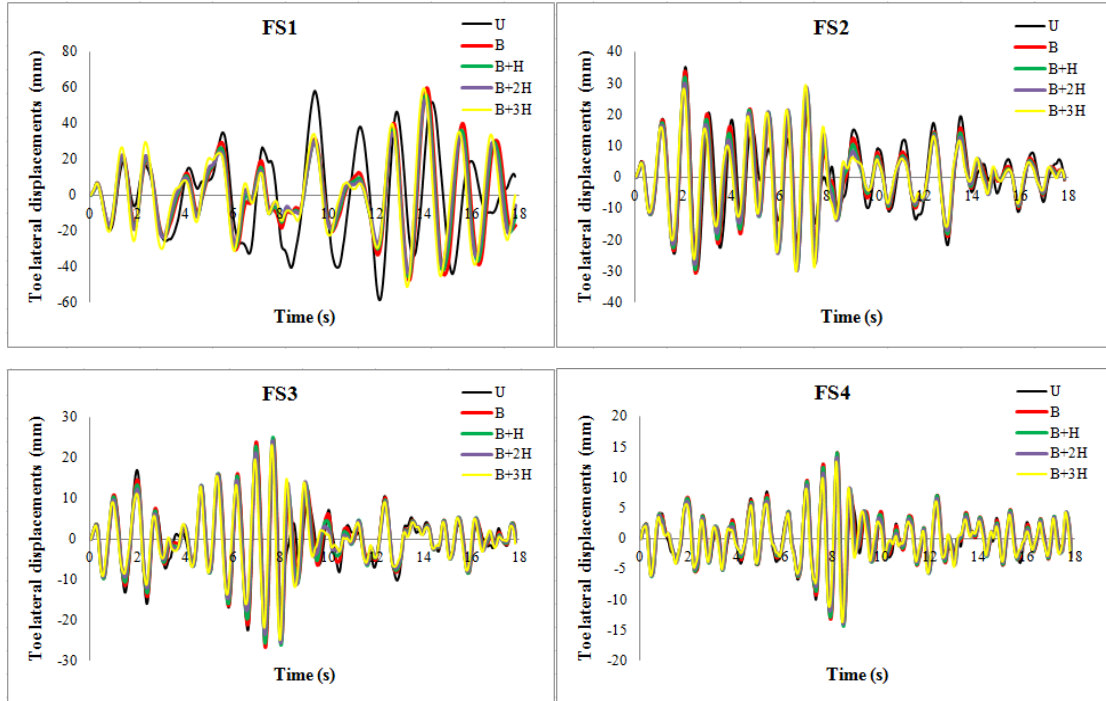 FS1
U
B
B+H
B+2H
B+3H
Toe lateral displacements (mm)
80
60
40
20
0
-20
-40
-60
0 2 4 6 8 10 12 14 16 18
Time (s)
FS2
U
B
B+H
B+2H
B+3H
Toe lateral displacements (mm)
40
30
20
10
0
-10
-20
-30
-40
0 2 4 6 8 10 12 14 16 18
Time (s)
FS3
U
B
B+H
B+2H
B+3H
Toe lateral displacements (mm)
30
20
10
0
-10
-20
-30
0 2 4 6 8 10 12 14 16 18
Time (s)
FS4
U
B
B+H
B+2H
B+3H
Toe lateral displacements (mm)
20
15
10
5
0
-5
-10
-15
-20
0 2 4 6 8 10 12 14 16 18
Time (s)